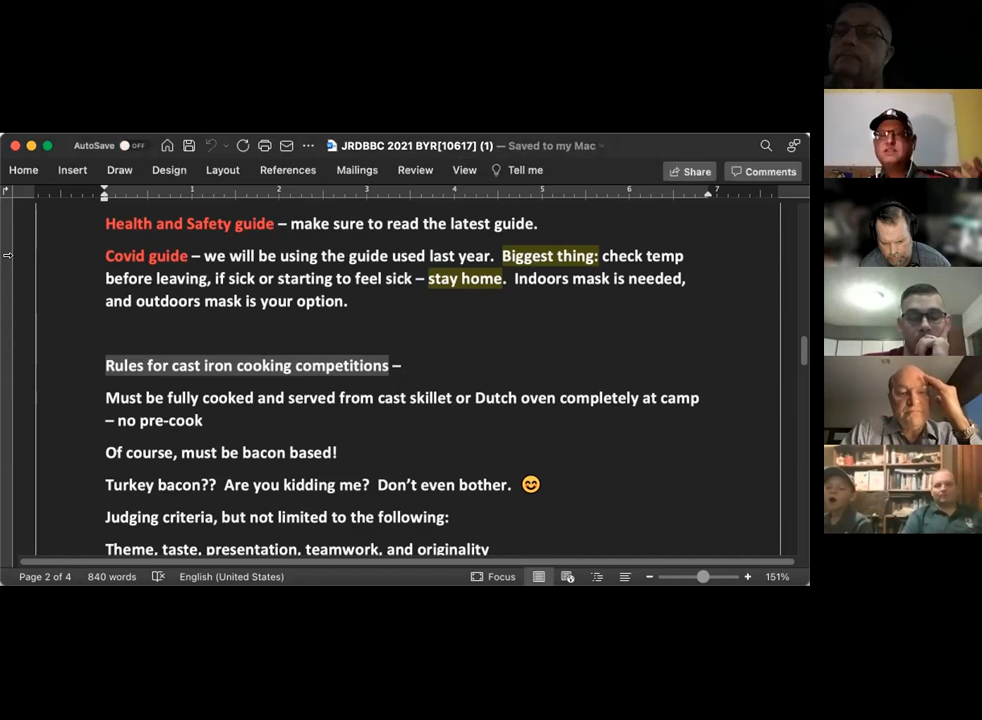 AutoSave OFF ... JRDBBC 2021 BYR[10617] (1) — Saved to my Mac
Home Insert Draw Design Layout References Mailings Review View Tell me Share Comments
1 2 3 4 5 6 7
Health and Safety guide – make sure to read the latest guide.
Covid guide – we will be using the guide used last year. Biggest thing: check temp
before leaving, if sick or starting to feel sick – stay home. Indoors mask is needed,
and outdoors mask is your option.
Rules for cast iron cooking competitions –
Must be fully cooked and served from cast skillet or Dutch oven completely at camp
– no pre-cook
Of course, must be bacon based!
Turkey bacon?? Are you kidding me? Don’t even bother. 😊
Judging criteria, but not limited to the following:
Theme, taste, presentation, teamwork, and originality
Page 2 of 4 840 words English (United States) Focus 151%